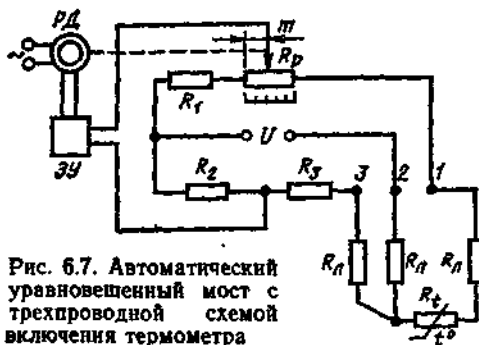 РД
m
R₁
Rр
U
ЭУ
R₂
R₃
3
2
1
Rл
Rл
Rл
Rt
t°
Рис. 6.7. Автоматический
уравновешенный мост с
трехпроводной схемой
включения термометра